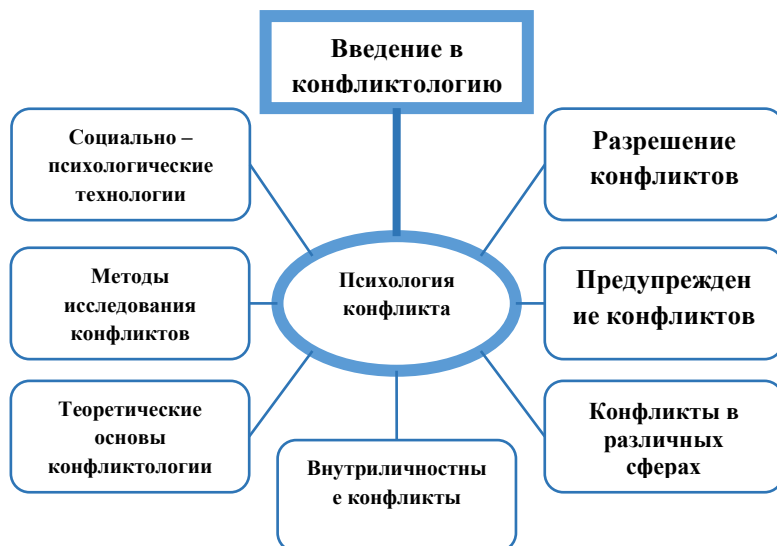 Введение в
конфликтологию
Социально –
психологические
технологии
Разрешение
конфликтов
Методы
исследования
конфликтов
Психология
конфликта
Предупрежден
ие конфликтов
Теоретические
основы
конфликтологии
Внутриличностны
е конфликты
Конфликты в
различных
сферах